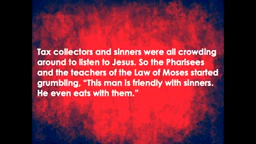 Tax collectors and sinners were all crowding
around to listen to Jesus. So the Pharisees
and the teachers of the Law of Moses started
grumbling, “This man is friendly with sinners.
He even eats with them.”